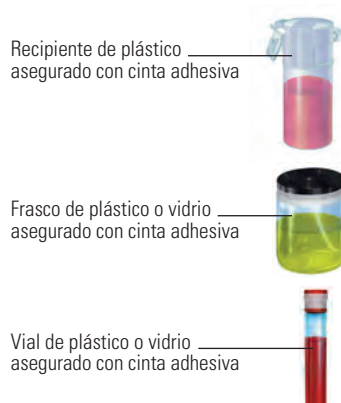 Recipiente de plástico
asegurado con cinta adhesiva
Frasco de plástico o vidrio
asegurado con cinta adhesiva
Vial de plástico o vidrio
asegurado con cinta adhesiva